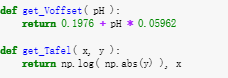 def get_Voffset( pH ):
    return 0.1976 + pH * 0.05962
def get_Tafel( x, y ):
    return np.log( np.abs(y) ), x